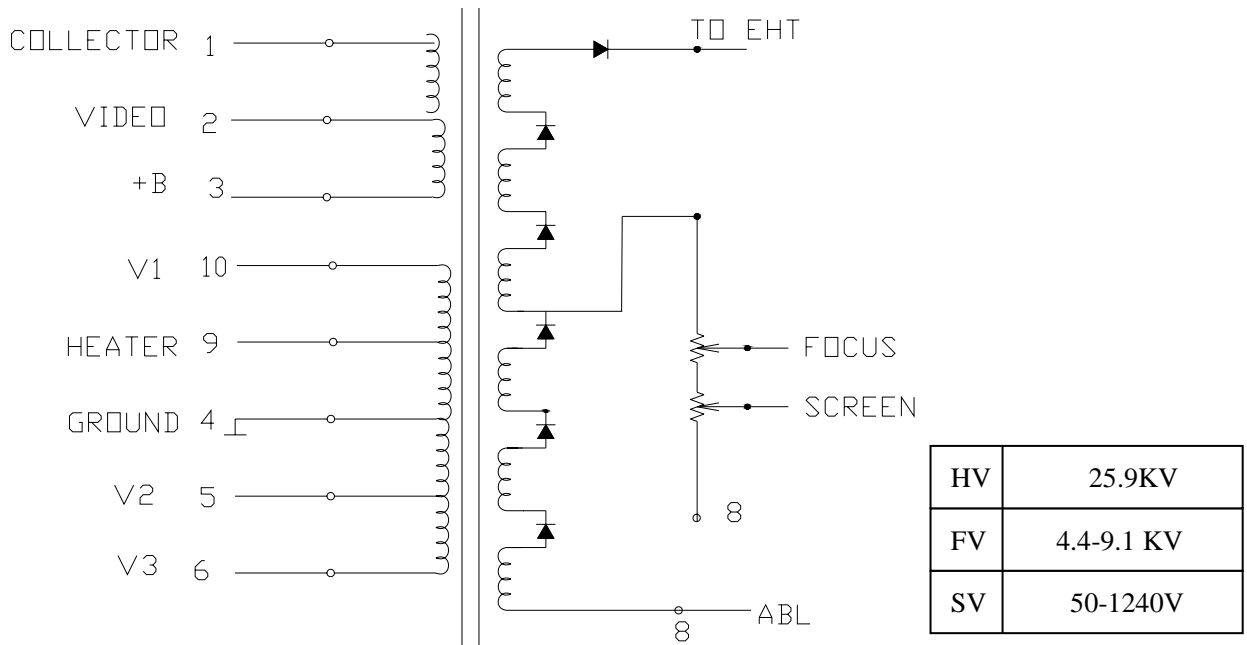 COLLECTOR 1
VIDEO 2
+B 3
V1 10
HEATER 9
GROUND 4
V2 5
V3 6
TO EHT
FOCUS
SCREEN
8
8
ABL
HV 25.9KV
FV 4.4-9.1 KV
SV 50-1240V